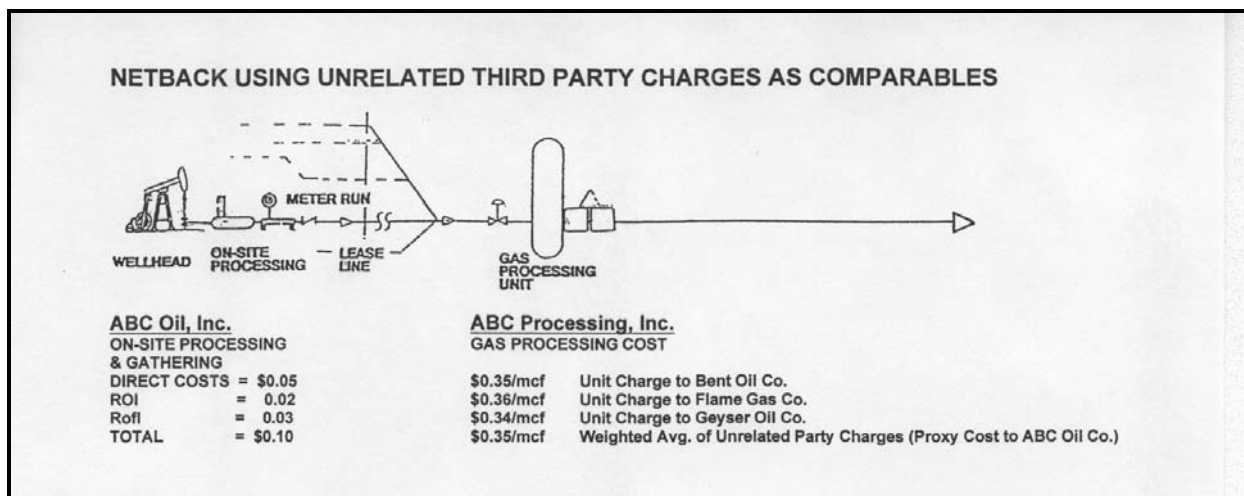 NETBACK USING UNRELATED THIRD PARTY CHARGES AS COMPARABLES
METER RUN
WELLHEAD
ON-SITE
PROCESSING
LEASE
LINE
GAS
PROCESSING
UNIT
ABC Oil, Inc.
ON-SITE PROCESSING
& GATHERING
DIRECT COSTS = $0.05
ROI = 0.02
RofI = 0.03
TOTAL = $0.10
ABC Processing, Inc.
GAS PROCESSING COST
$0.35/mcf Unit Charge to Bent Oil Co.
$0.36/mcf Unit Charge to Flame Gas Co.
$0.34/mcf Unit Charge to Geyser Oil Co.
$0.35/mcf Weighted Avg. of Unrelated Party Charges (Proxy Cost to ABC Oil Co.)